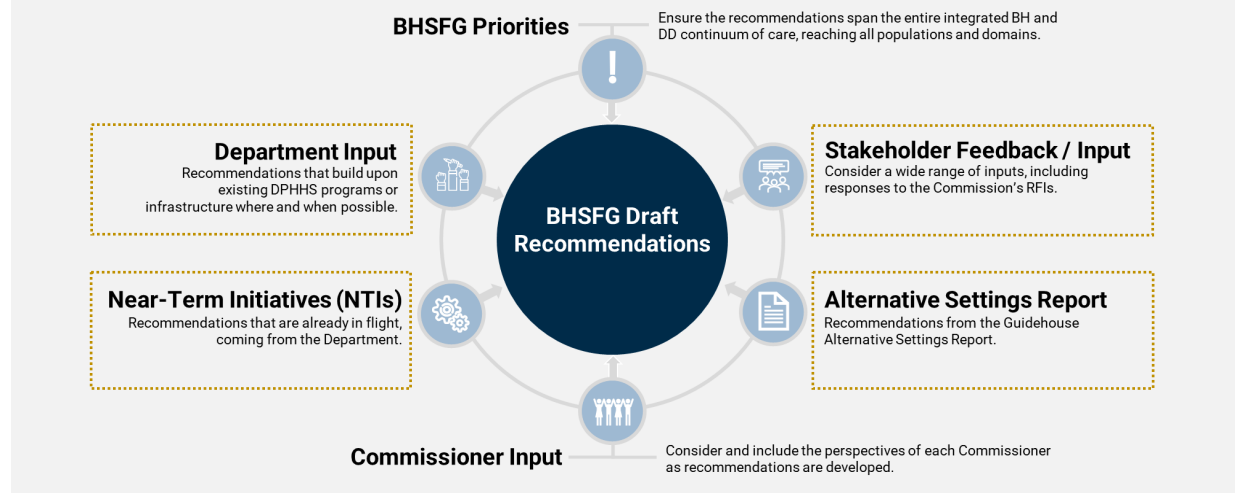 BHSFG Priorities
Ensure the recommendations span the entire integrated BH and
DD continuum of care, reaching all populations and domains.
Department Input
Recommendations that build upon
existing DPHHS programs or
infrastructure where and when possible.
Stakeholder Feedback / Input
Consider a wide range of inputs, including
responses to the Commission's RFIs.
BHSFG Draft
Recommendations
Near-Term Initiatives (NTIs)
Recommendations that are already in flight,
coming from the Department.
Alternative Settings Report
Recommendations from the Guidehouse
Alternative Settings Report.
Commissioner Input
Consider and include the perspectives of each Commissioner
as recommendations are developed.